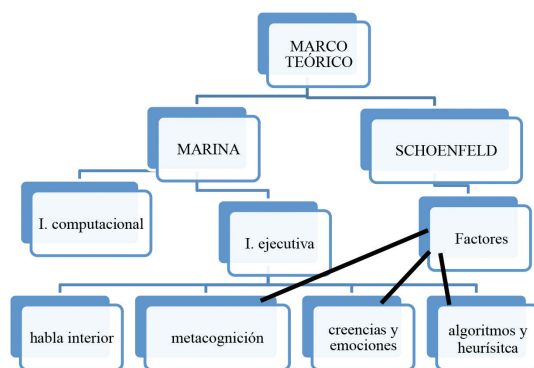 MARCO
TEÓRICO
MARINA
SCHOENFELD
I. computacional
I. ejecutiva
Factores
habla interior
metacognición
creencias y
emociones
algoritmos y
heurísitca